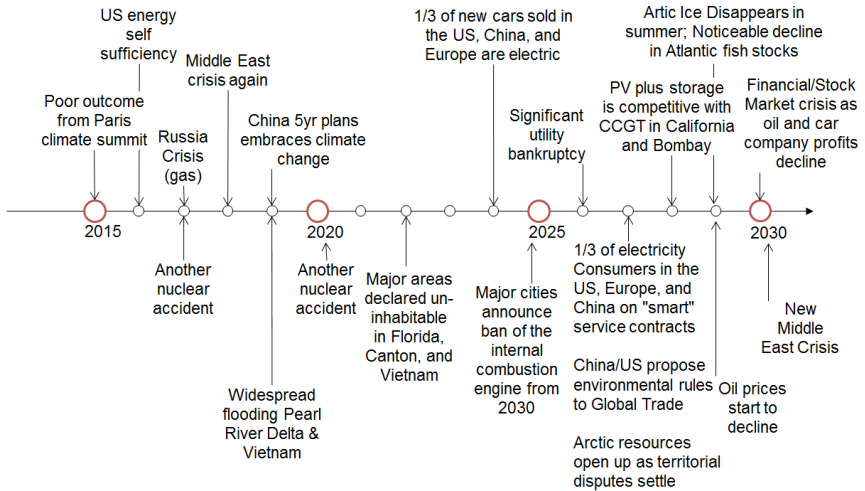 US energy
self
sufficiency
Poor outcome
from Paris
climate summit
Russia
Crisis
(gas)
Middle East
crisis again
China 5yr plans
embraces climate
change
1/3 of new cars sold in
the US, China, and
Europe are electric
Significant
utility
bankruptcy
Artic Ice Disappears in
summer; Noticeable decline
in Atlantic fish stocks
PV plus storage
is competitive with
CCGT in California
and Bombay
Financial/Stock
Market crisis as
oil and car
company profits
decline
2015
2020
2025
2030
Another
nuclear
accident
Widespread
flooding Pearl
River Delta &
Vietnam
Another
nuclear
accident
Major areas
declared un-
inhabitable
in Florida,
Canton, and
Vietnam
Major cities
announce
ban of the
internal
combustion
engine from
2030
1/3 of electricity
Consumers in the
US, Europe, and
China on "smart"
service contracts
China/US propose
environmental rules
to Global Trade
Arctic resources
open up as territorial
disputes settle
Oil prices
start to
decline
New
Middle
East Crisis